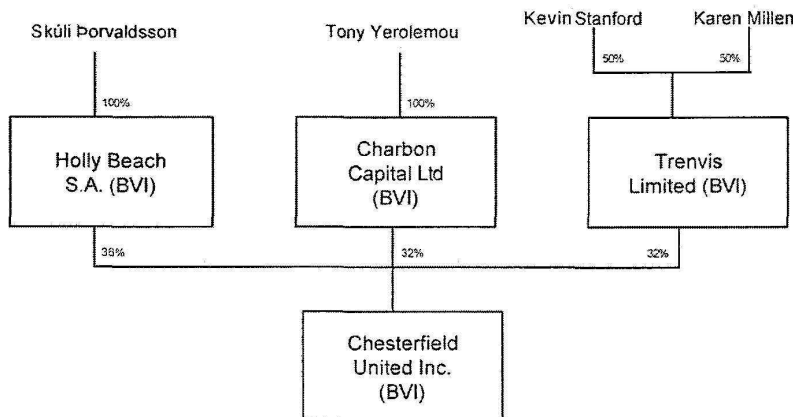 Skúli Þorvaldsson
Tony Yerolemou
Kevin Stanford
Karen Millen
100%
100%
50%
50%
Holly Beach
S.A. (BVI)
Charbon
Capital Ltd
(BVI)
Trenvis
Limited (BVI)
36%
32%
32%
Chesterfield
United Inc.
(BVI)